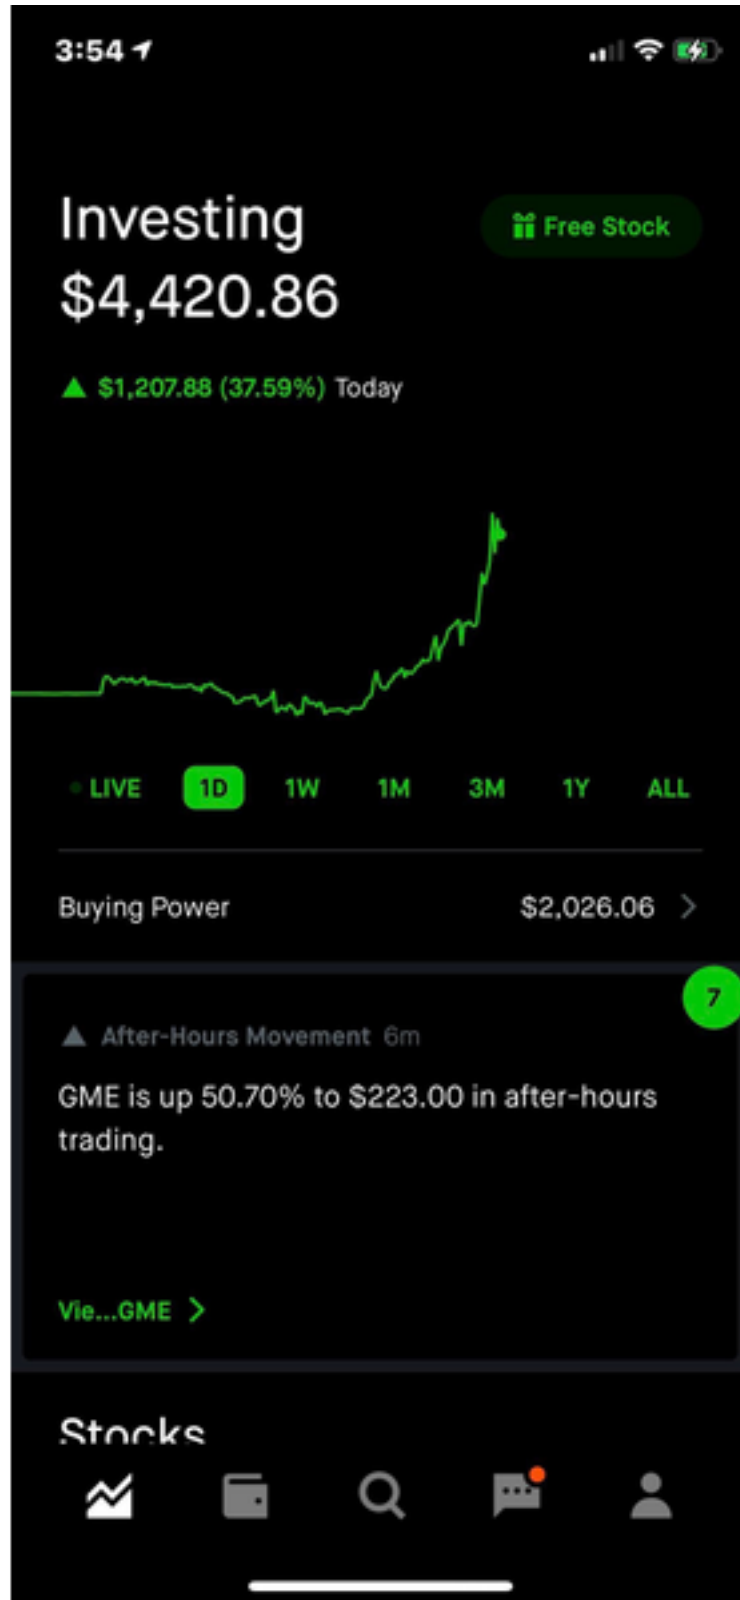 3:54
Investing
Free Stock
$4,420.86
$1,207.88 (37.59%) Today
LIVE 1D 1W 1M 3M 1Y ALL
Buying Power $2,026.06
7
After-Hours Movement 6m
GME is up 50.70% to $223.00 in after-hours
trading.
Vie...GME
Stocks